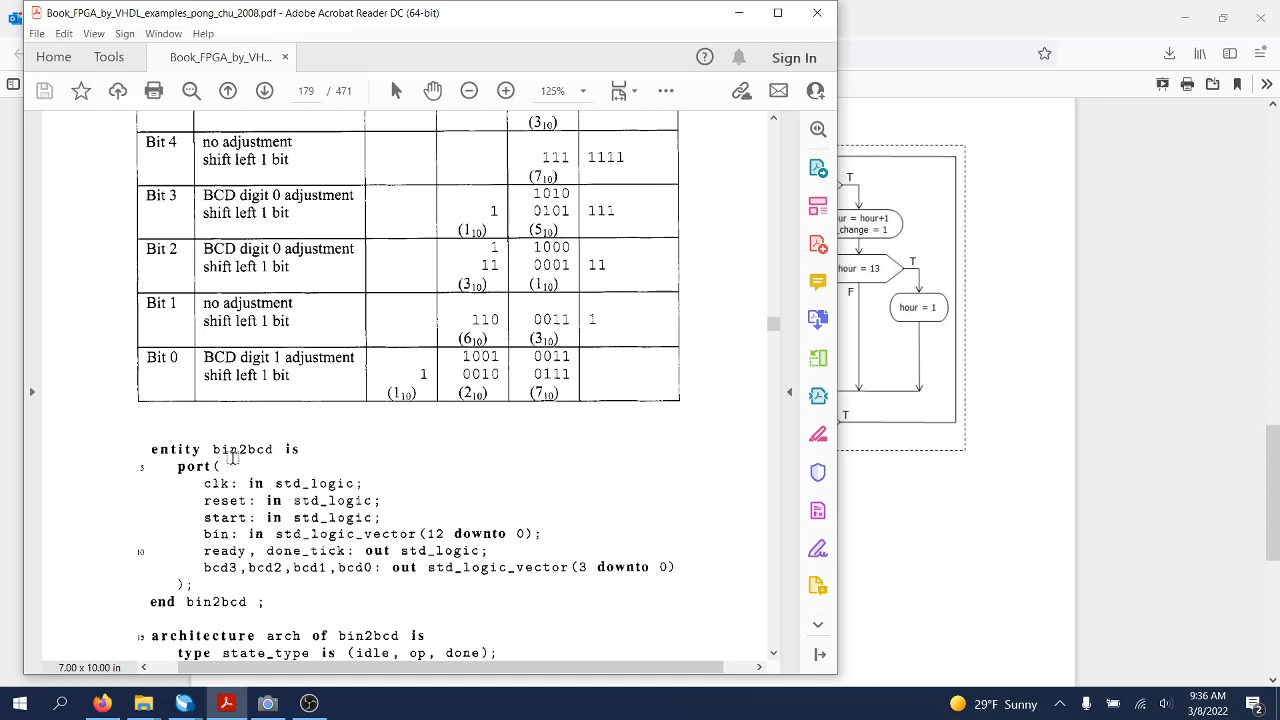 Book_FPGA_by_VHDL_examples_pong_chu_2008.pdf - Adobe Acrobat Reader DC (64-bit)
File Edit View Sign Window Help
Home Tools Book_FPGA_by_VH... × Sign In
179 / 471 125%
(3₁₀)
Bit 4 no adjustment
shift left 1 bit 111 1111
(7₁₀)
Bit 3 BCD digit 0 adjustment 1010
shift left 1 bit 1 0101 111
(1₁₀) (5₁₀)
Bit 2 BCD digit 0 adjustment 1 1000
shift left 1 bit 11 0001 11
(3₁₀) (1₁₀)
Bit 1 no adjustment
shift left 1 bit 110 0011 1
(6₁₀) (3₁₀)
Bit 0 BCD digit 1 adjustment 1001 0011
shift left 1 bit 1 0010 0111
(1₁₀) (2₁₀) (7₁₀)
entity bin2bcd is
5 port(
clk: in std_logic;
reset: in std_logic;
start: in std_logic;
bin: in std_logic_vector(12 downto 0);
10 ready, done_tick: out std_logic;
bcd3,bcd2,bcd1,bcd0: out std_logic_vector(3 downto 0)
);
end bin2bcd ;
15 architecture arch of bin2bcd is
type state_type is (idle, op, done);
7.00 x 10.00 in
T
ur = hour+1
_change = 1
hour = 13
T
F
hour = 1
T
29°F Sunny
9:36 AM
3/8/2022
2